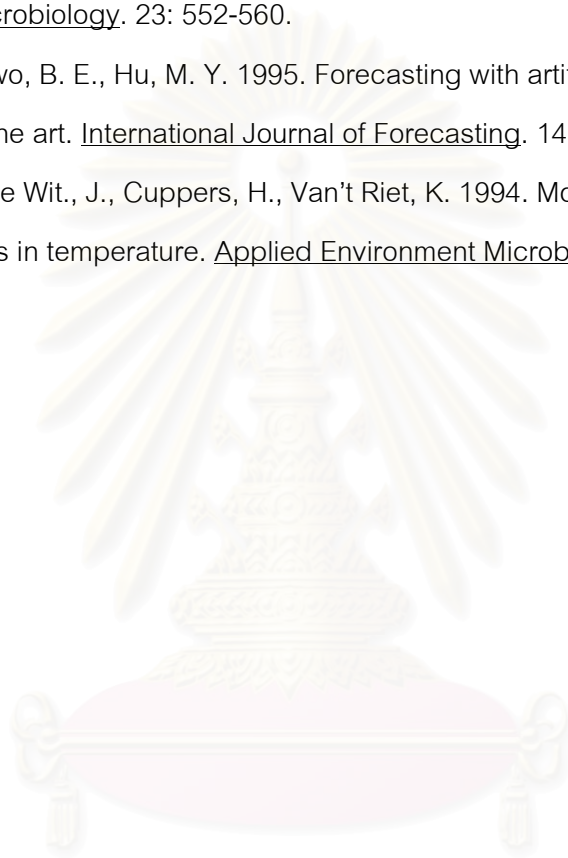 crobiology. 23: 552-560.
wo, B. E., Hu, M. Y. 1995. Forecasting with arti
he art. International Journal of Forecasting. 14
e Wit., J., Cuppers, H., Van't Riet, K. 1994. Mo
s in temperature. Applied Environment Microb